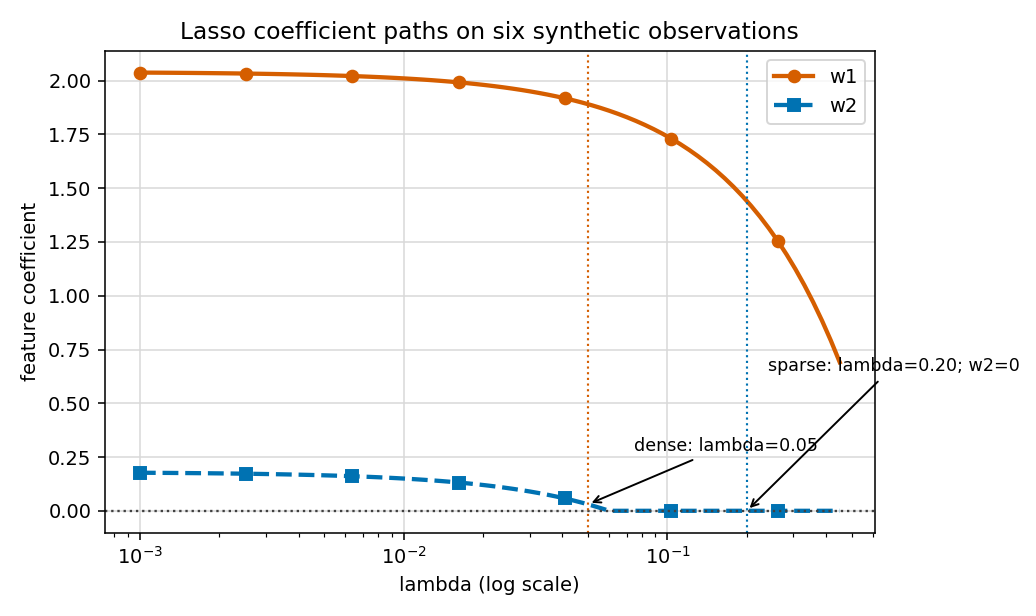 Lasso coefficient paths on six synthetic observations
w1
w2
2.00
1.75
1.50
1.25
1.00
0.75
0.50
0.25
0.00
feature coefficient
sparse: lambda=0.20; w2=0
dense: lambda=0.05
10⁻³
10⁻²
10⁻¹
lambda (log scale)